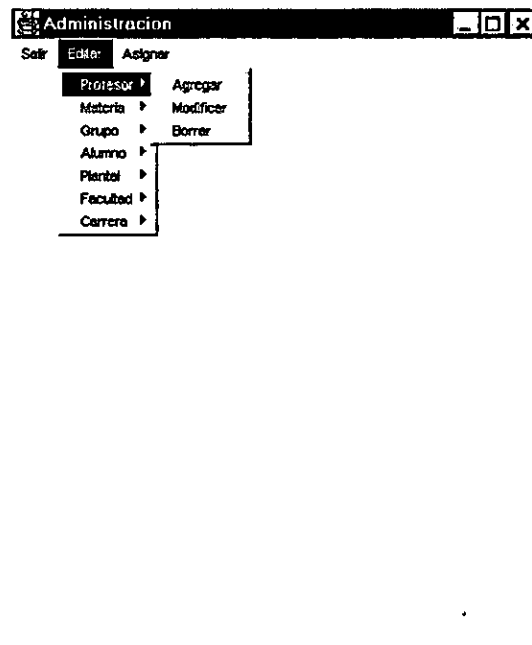 Administracion
Salir Editar Asignar
Profesor Agregar
Materia Modificar
Grupo Borrar
Alumno
Plantel
Facultad
Carrera